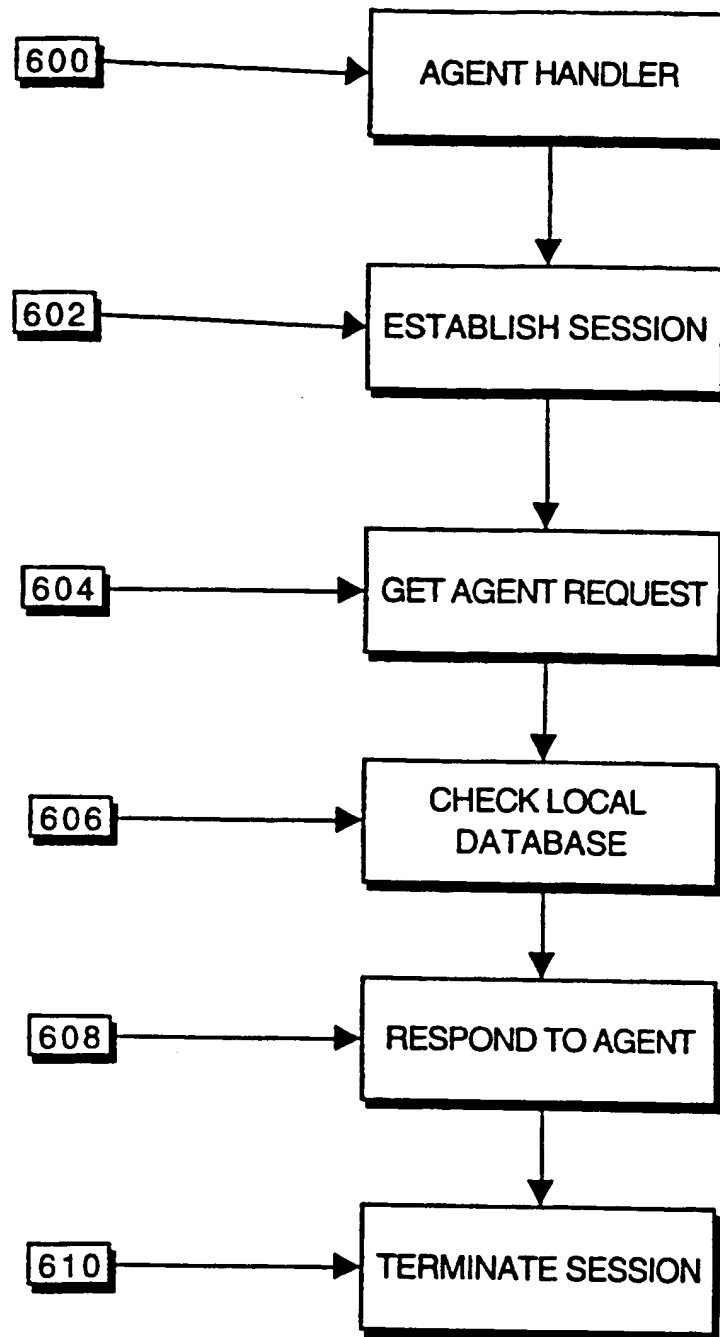 600
AGENT HANDLER
602
ESTABLISH SESSION
604
GET AGENT REQUEST
606
CHECK LOCAL
DATABASE
608
RESPOND TO AGENT
610
TERMINATE SESSION